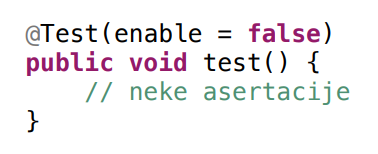 @Test(enable = false)
public void test() {
    // neke asertacije
}